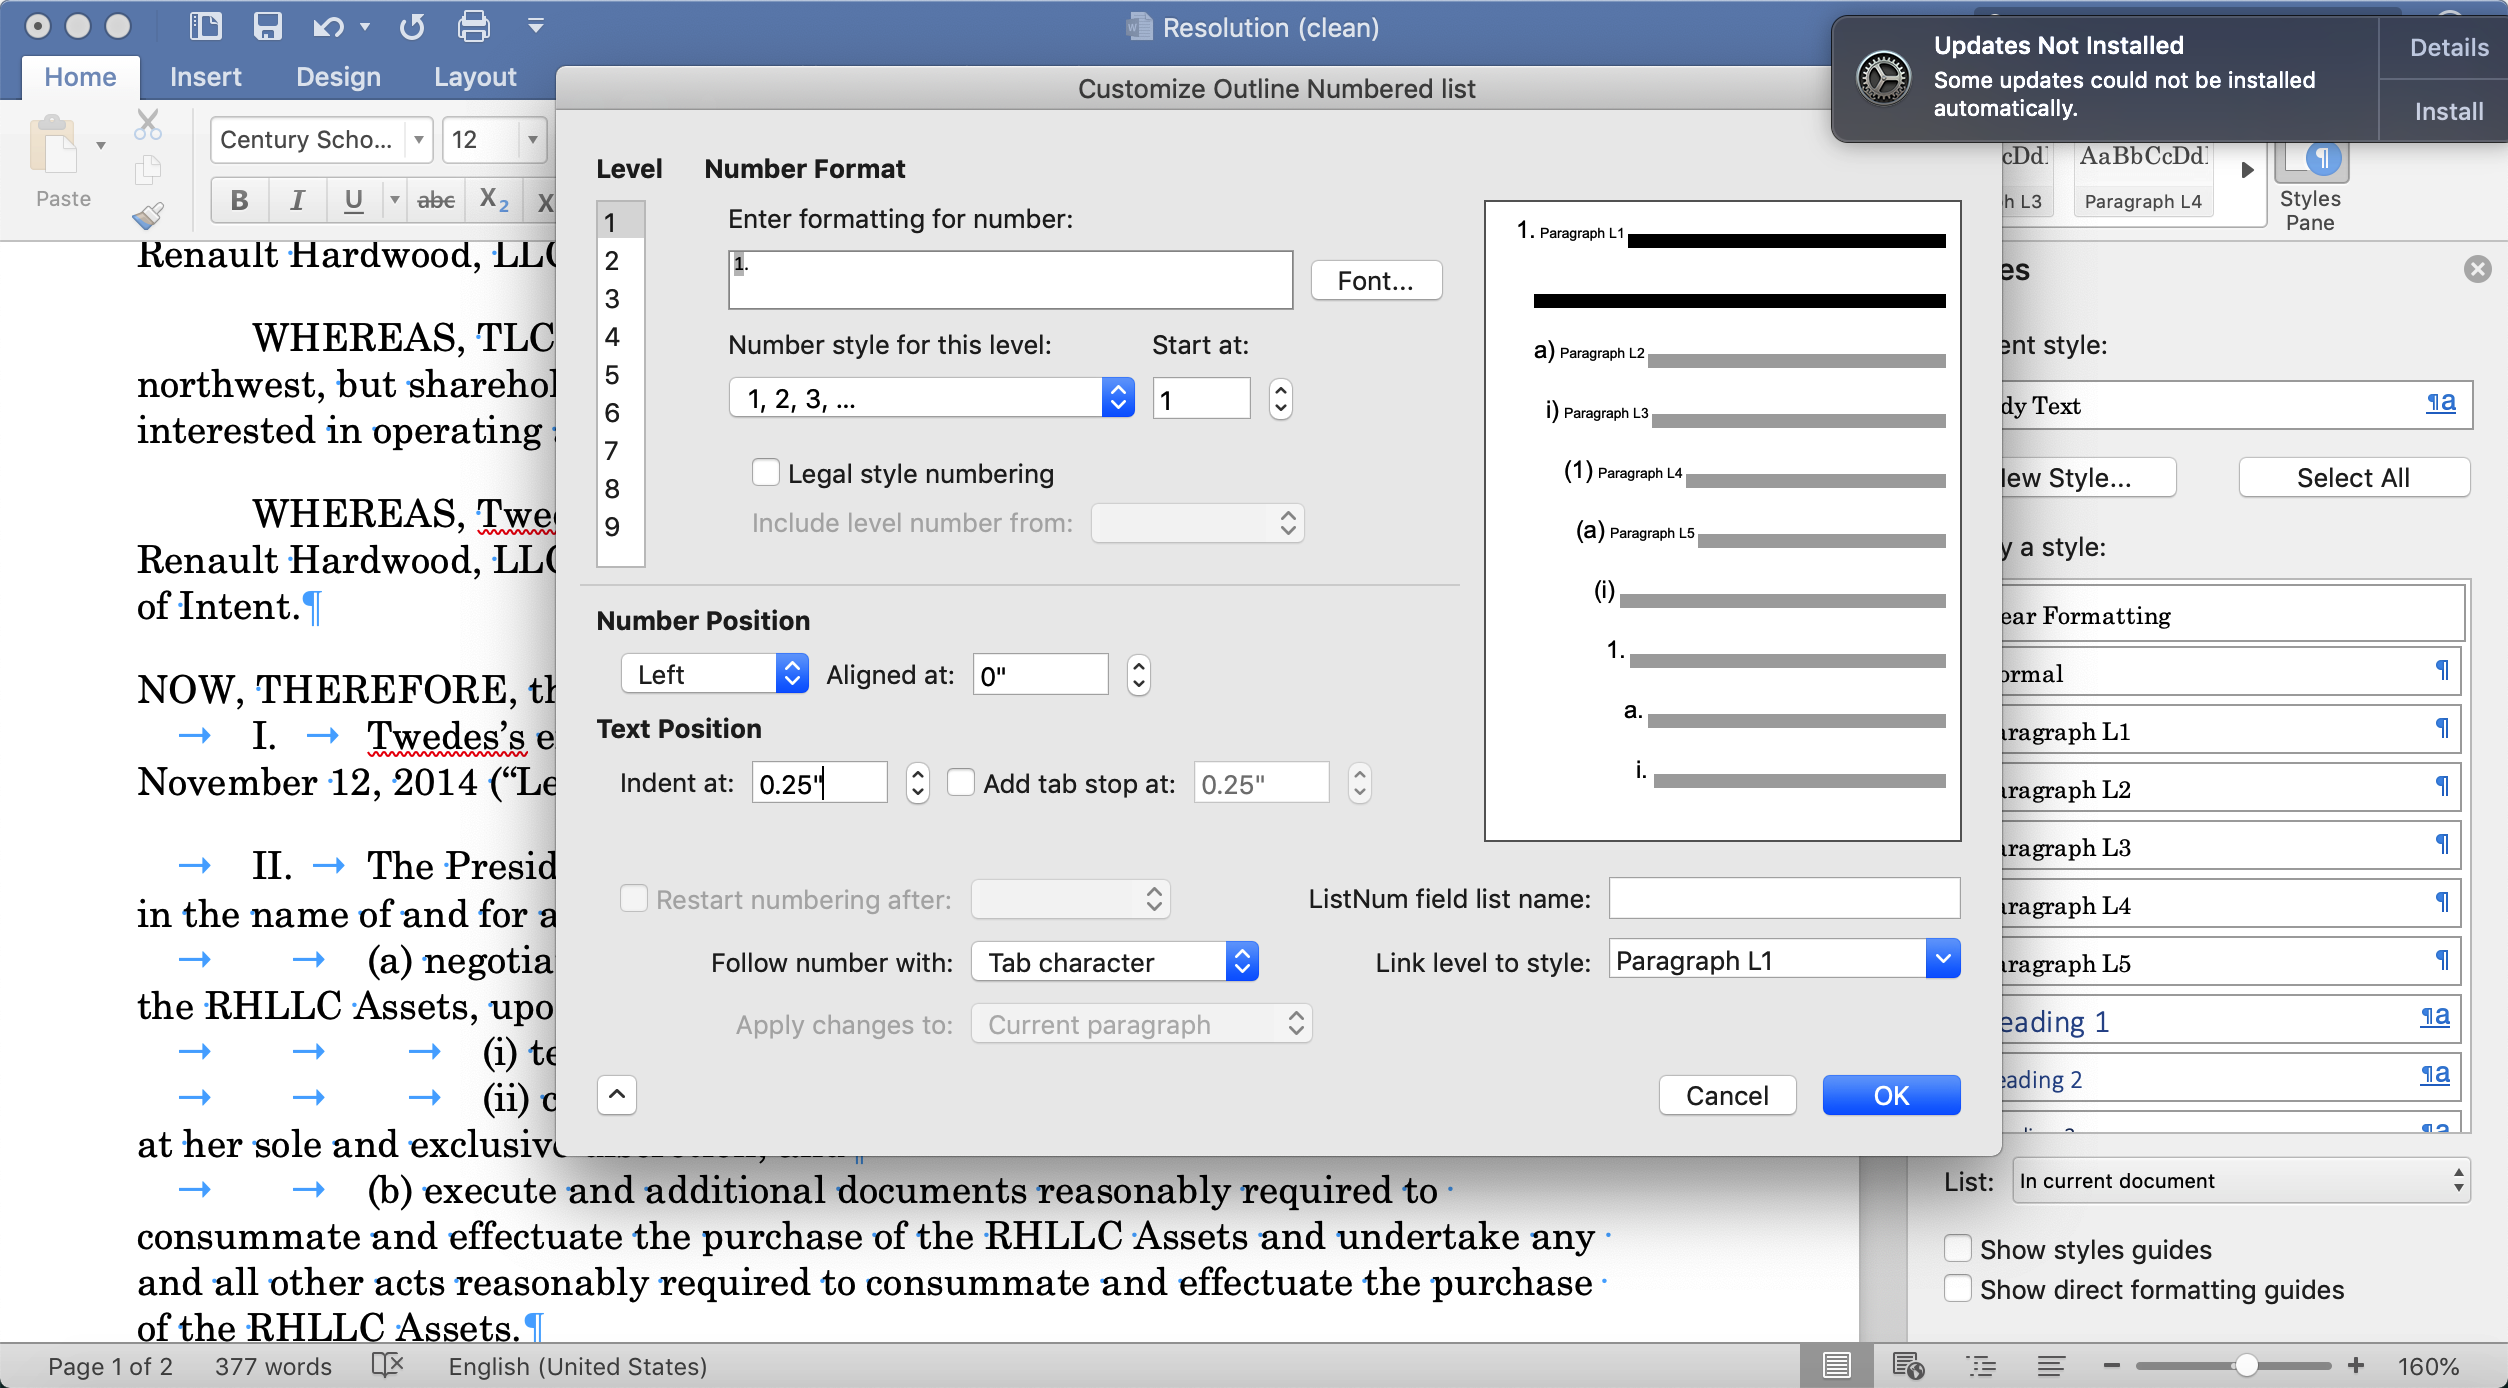 Resolution (clean)
Home Insert Design Layout
Updates Not Installed
Some updates could not be installed
automatically.
Details
Install
Paste
Century Scho... 12
B I U abc X2 X
AaBbCcDdI
Paragraph L4
Styles
Pane
Customize Outline Numbered list
Level Number Format
Enter formatting for number:
1.
Font...
Number style for this level: Start at:
1, 2, 3, ... 1
Legal style numbering
Include level number from:
1
2
3
4
5
6
7
8
9
1. Paragraph L1
a) Paragraph L2
i) Paragraph L3
(1) Paragraph L4
(a) Paragraph L5
(i)
1.
a.
i.
Number Position
Left Aligned at: 0"
Text Position
Indent at: 0.25" Add tab stop at: 0.25"
Restart numbering after: ListNum field list name:
Follow number with: Tab character Link level to style: Paragraph L1
Apply changes to: Current paragraph
Cancel OK
Renault Hardwood, LLC
WHEREAS, TLC
northwest, but sharehol
interested in operating
WHEREAS, Twe
Renault Hardwood, LLC
of Intent.¶
NOW, THEREFORE, th
→ I. → Twedes’s e
November 12, 2014 (“Le
→ II. → The Presid
in the name of and for a
→ → (a) negotia
the RHLLC Assets, upo
→ → → (i) te
→ → → (ii) c
at her sole and exclusive discretion, and¶
→ → (b) execute and additional documents reasonably required to
consummate and effectuate the purchase of the RHLLC Assets and undertake any
and all other acts reasonably required to consummate and effectuate the purchase
of the RHLLC Assets.¶
es
ent style:
dy Text ¶a
ew Style... Select All
y a style:
ear Formatting
ormal ¶
aragraph L1 ¶
aragraph L2 ¶
aragraph L3 ¶
aragraph L4 ¶
aragraph L5 ¶
eading 1 ¶a
eading 2 ¶a
List: In current document
Show styles guides
Show direct formatting guides
Page 1 of 2 377 words English (United States) 160%